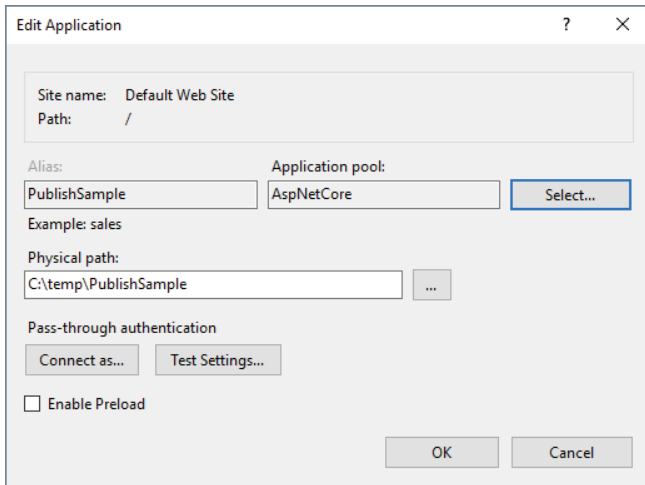 Edit Application ? X
Site name: Default Web Site
Path: /
Alias: Application pool:
PublishSample AspNetCore Select...
Example: sales
Physical path:
C:\temp\PublishSample ...
Pass-through authentication
Connect as... Test Settings...
Enable Preload
OK Cancel